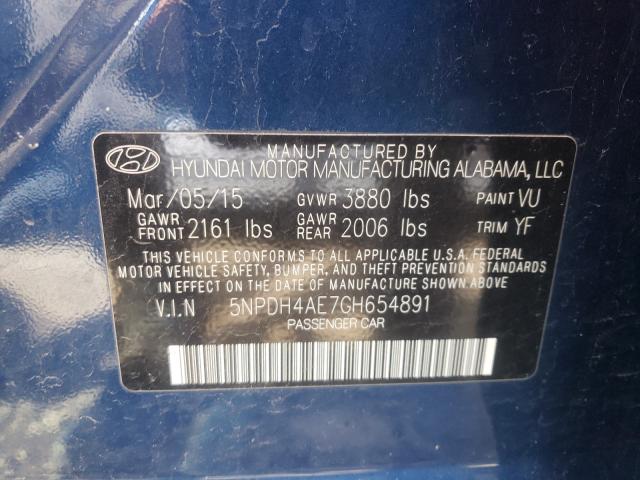 MANUFACTURED BY
HYUNDAI MOTOR MANUFACTURING ALABAMA, LLC
Mar/05/15 GVWR 3880 lbs PAINT VU
GAWR FRONT 2161 lbs GAWR REAR 2006 lbs TRIM YF
THIS VEHICLE CONFORMS TO ALL APPLICABLE U.S.A. FEDERAL
MOTOR VEHICLE SAFETY, BUMPER, AND THEFT PREVENTION STANDARDS
IN EFFECT ON THE DATE OF MANUFACTURE SHOWN ABOVE
V.I.N 5NPDH4AE7GH654891
PASSENGER CAR